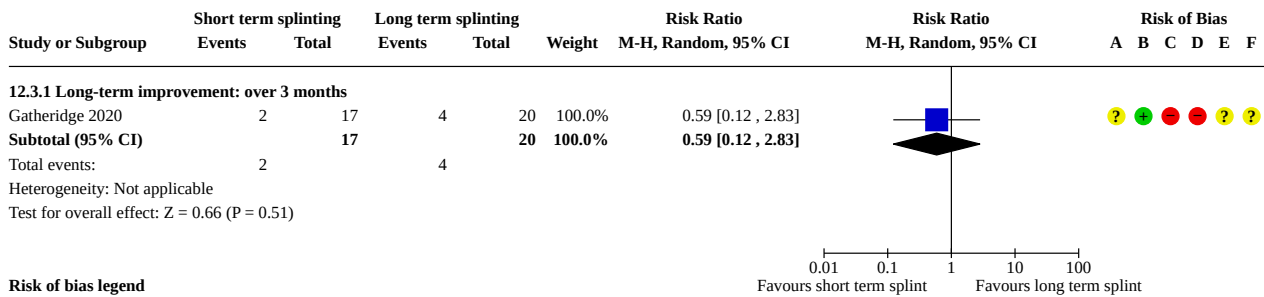 Short term splinting Long term splinting Risk Ratio Risk Ratio Risk of Bias
Study or Subgroup Events Total Events Total Weight M-H, Random, 95% CI M-H, Random, 95% CI A B C D E F
12.3.1 Long-term improvement: over 3 months
Gatheridge 2020 2 17 4 20 100.0% 0.59 [0.12 , 2.83] ? + − − ? ?
Subtotal (95% CI) 17 20 100.0% 0.59 [0.12 , 2.83]
Total events: 2 4
Heterogeneity: Not applicable
Test for overall effect: Z = 0.66 (P = 0.51)
0.01 0.1 1 10 100
Favours short term splint Favours long term splint
Risk of bias legend